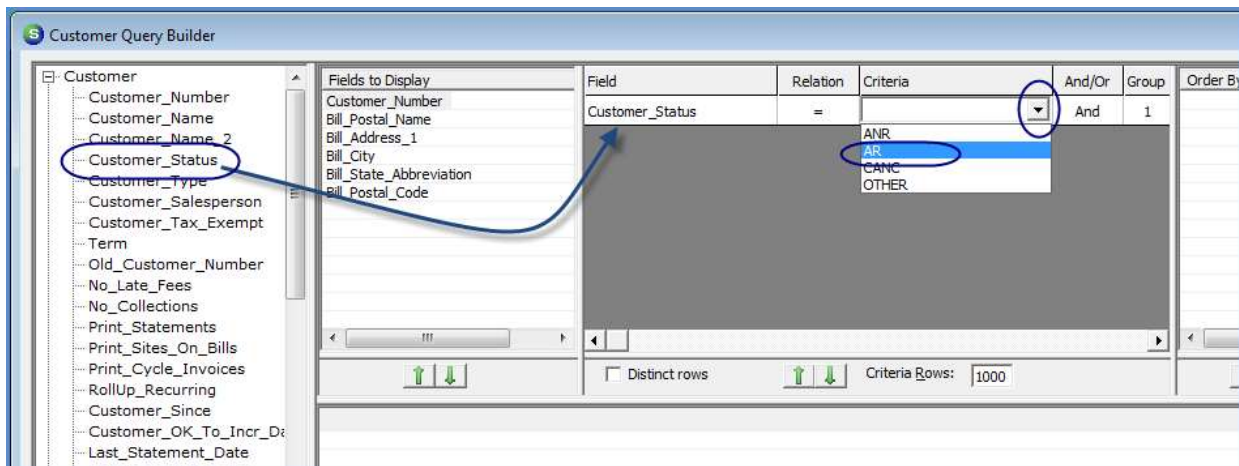 Customer Query Builder
Customer
Customer_Number
Customer_Name
Customer_Name_2
Customer_Status
Customer_Type
Customer_Salesperson
Customer_Tax_Exempt
Term
Old_Customer_Number
No_Late_Fees
No_Collections
Print_Statements
Print_Sites_On_Bills
Print_Cycle_Invoices
RollUp_Recurring
Customer_Since
Customer_OK_To_Incr_Da
Last_Statement_Date
Fields to Display
Customer_Number
Bill_Postal_Name
Bill_Address_1
Bill_City
Bill_State_Abbreviation
Bill_Postal_Code
Field Relation Criteria And/Or Group
Customer_Status = And 1
ANR
AR
CANC
OTHER
Distinct rows Criteria Rows: 1000
Order By